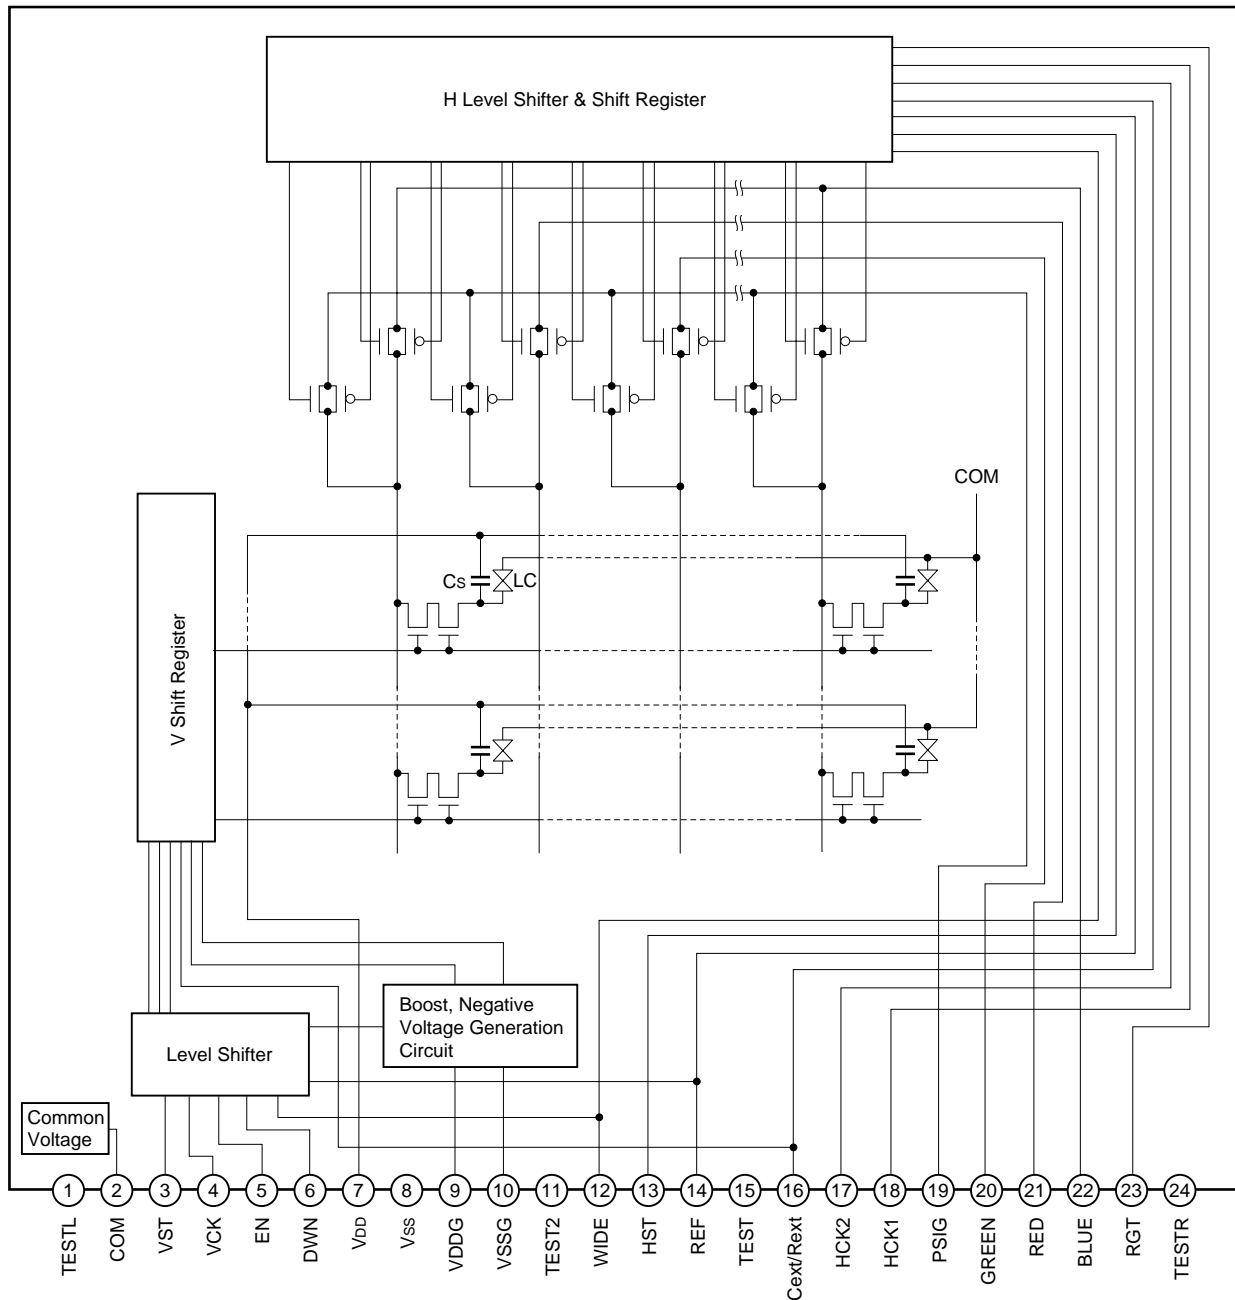 H Level Shifter & Shift Register
COM
Cs
LC
V Shift Register
Boost, Negative
Voltage Generation
Circuit
Level Shifter
Common
Voltage
1 2 3 4 5 6 7 8 9 10 11 12 13 14 15 16 17 18 19 20 21 22 23 24
TESTL
COM
VST
VCK
EN
DWN
VDD
VSS
VDDG
VSSG
TEST2
WIDE
HST
REF
TEST
Cext/Rext
HCK2
HCK1
PSIG
GREEN
RED
BLUE
RGT
TESTR